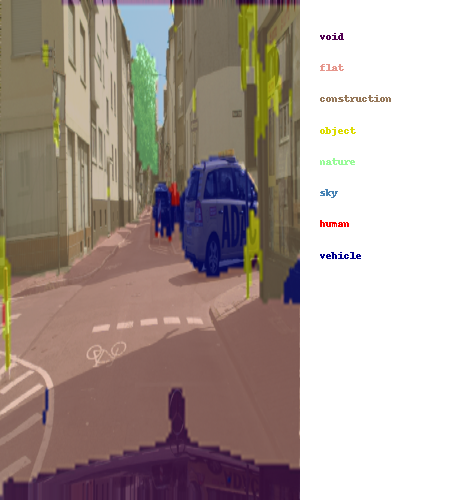 void
flat
construction
object
nature
sky
human
vehicle